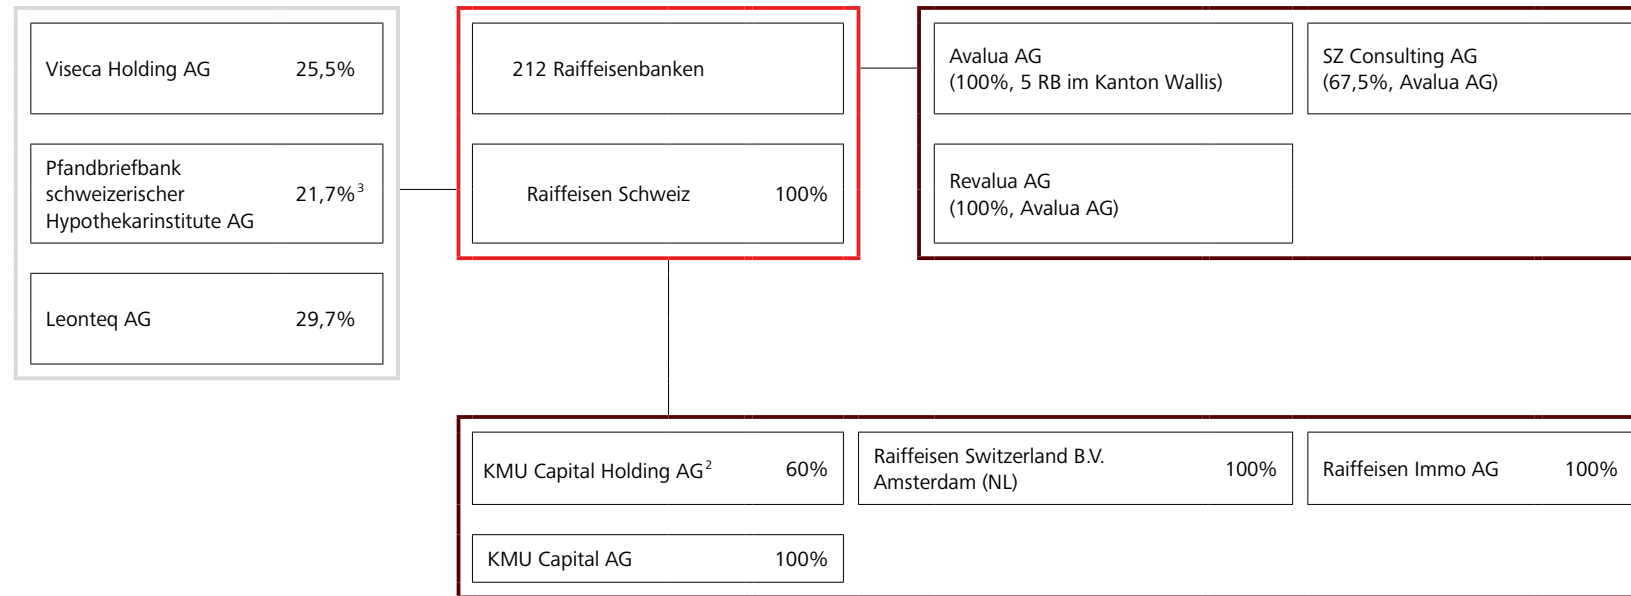 Viseca Holding AG 25,5%
Pfandbriefbank
schweizerischer 21,7%³
Hypothekarinstitute AG
Leonteq AG 29,7%
212 Raiffeisenbanken
Raiffeisen Schweiz 100%
Avalua AG
(100%, 5 RB im Kanton Wallis)
SZ Consulting AG
(67,5%, Avalua AG)
Revalua AG
(100%, Avalua AG)
KMU Capital Holding AG² 60%
Raiffeisen Switzerland B.V.
Amsterdam (NL) 100%
Raiffeisen Immo AG 100%
KMU Capital AG 100%